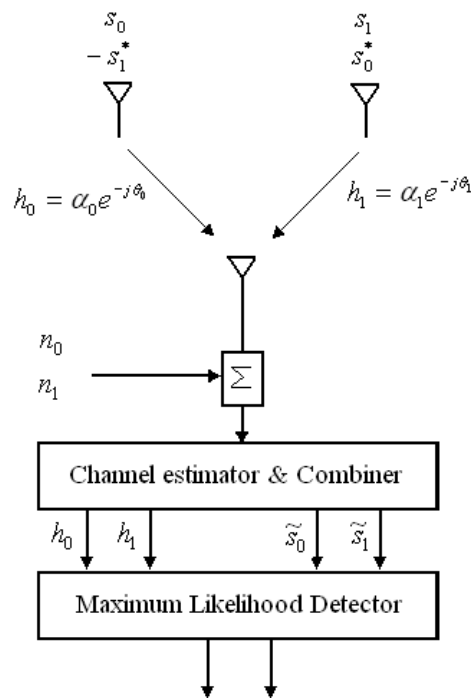 s₀ s₁
− s₁* s₀*
h₀ = α₀e^{−jθ₀} h₁ = α₁e^{−jθ₁}
n₀
Σ
n₁
Channel estimator & Combiner
h₀ h₁ s̃₀ s̃₁
Maximum Likelihood Detector